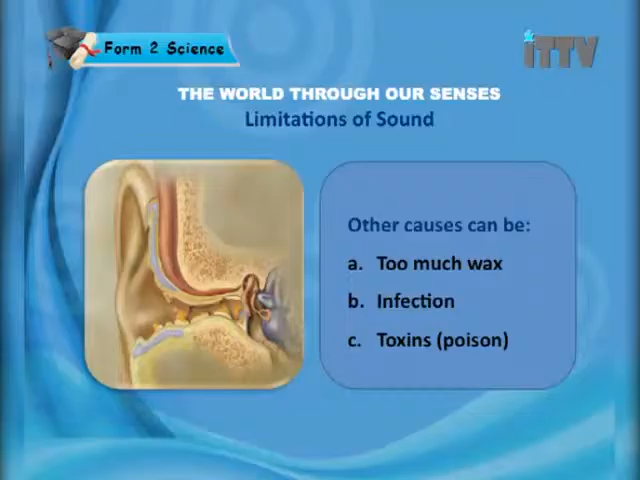 Form 2 Science
iTTV
THE WORLD THROUGH OUR SENSES
Limitations of Sound
Other causes can be:
a. Too much wax
b. Infection
c. Toxins (poison)